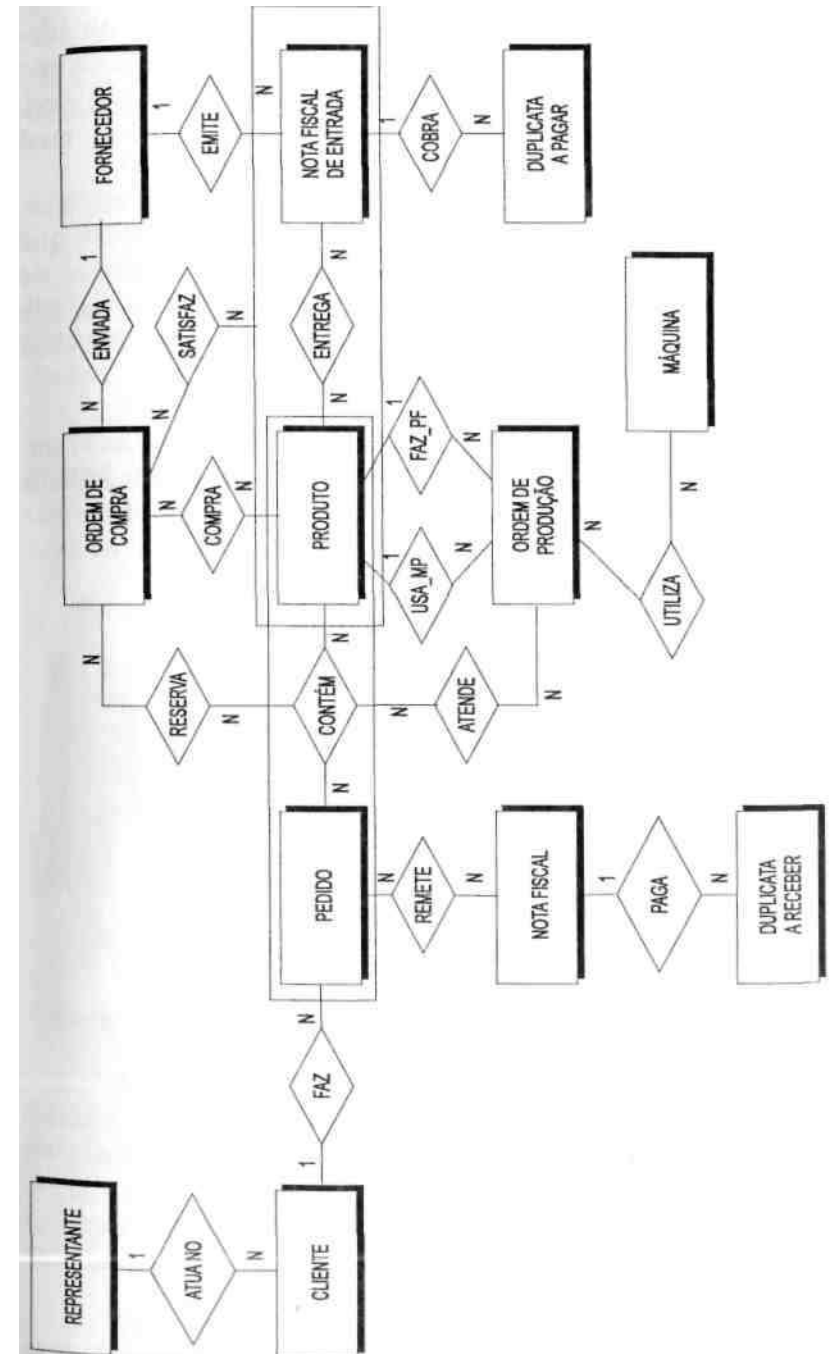 REPRESENTANTE
ORDEM DE
COMPRA
N
ENVIADA
1
FORNECEDOR
1
N
N
N
1
ATUA NO
RESERVA
COMPRA
SATISFAZ
EMITE
N
N
N
N
N
CLIENTE
1
FAZ
N
PEDIDO
N
CONTÉM
N
PRODUTO
N
ENTREGA
N
NOTA FISCAL
DE ENTRADA
N
N
1
1
1
REMETE
ATENDE
USA_MP
FAZ_PF
COBRA
N
N
N
N
N
NOTA FISCAL
ORDEM DE
PRODUÇÃO
DUPLICATA
A PAGAR
1
N
PAGA
UTILIZA
N
MÁQUINA
N
DUPLICATA
A RECEBER